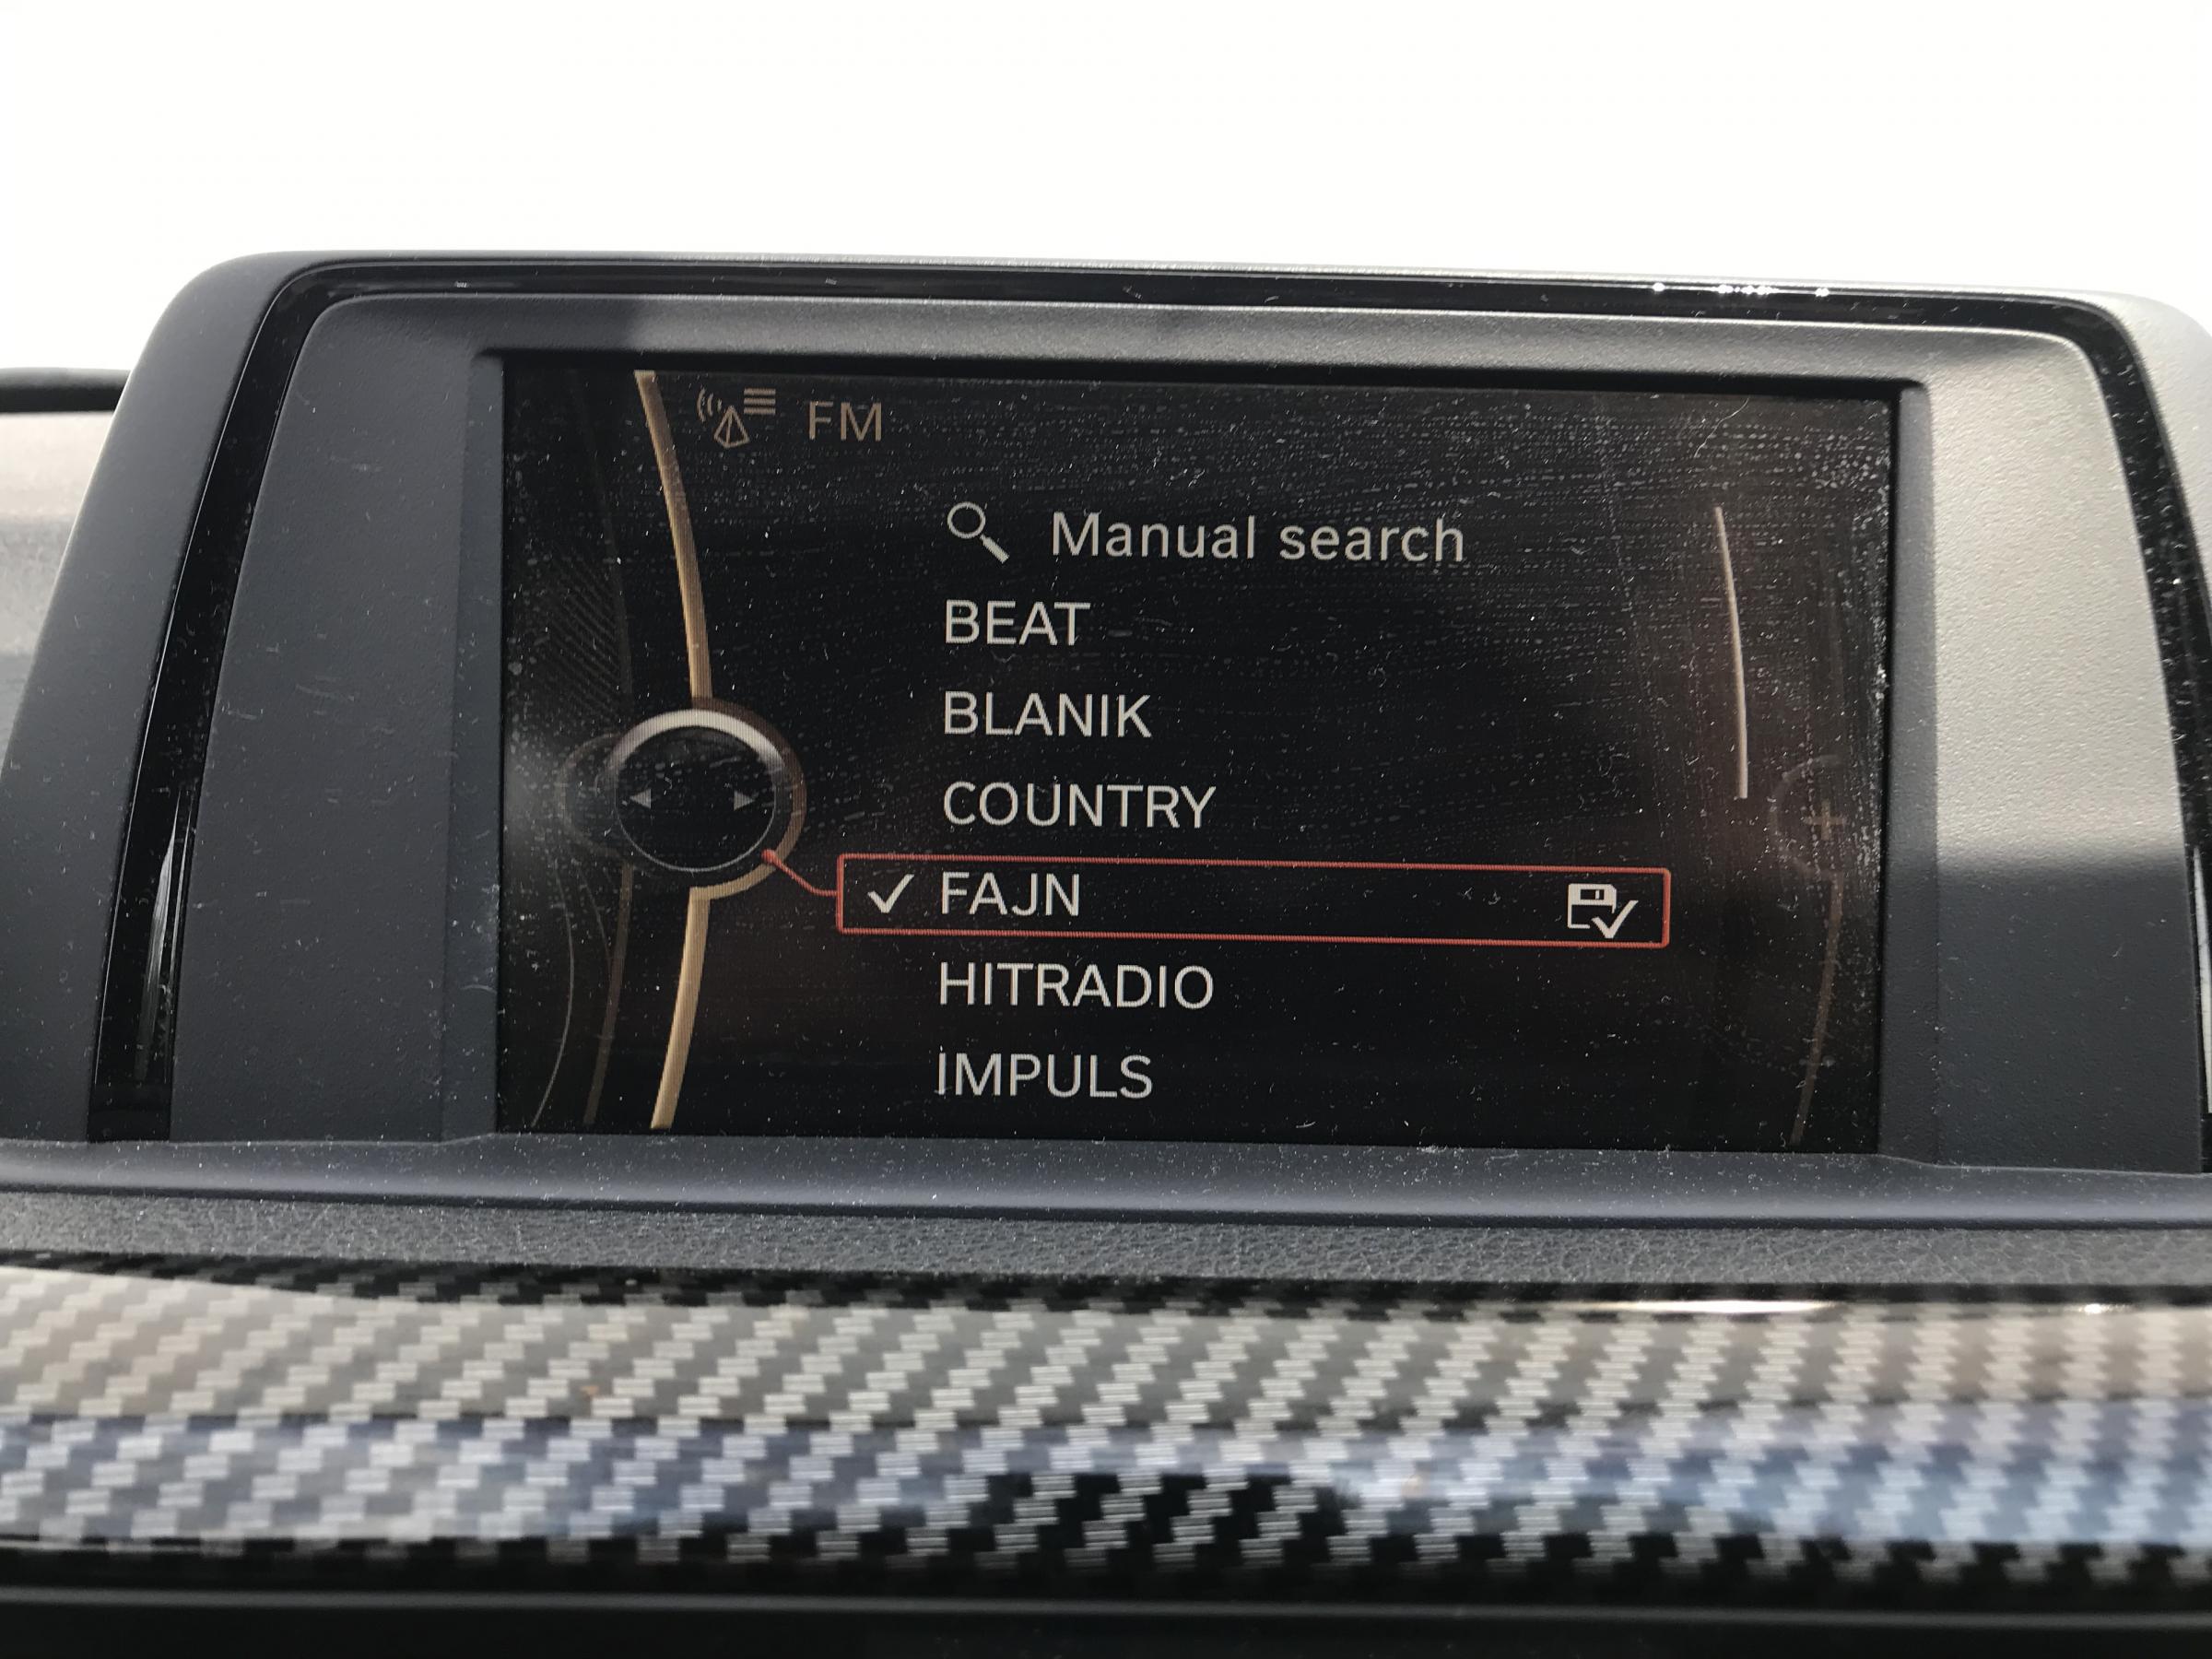 FM
Manual search
BEAT
BLANIK
COUNTRY
FAJN
HITRADIO
IMPULS